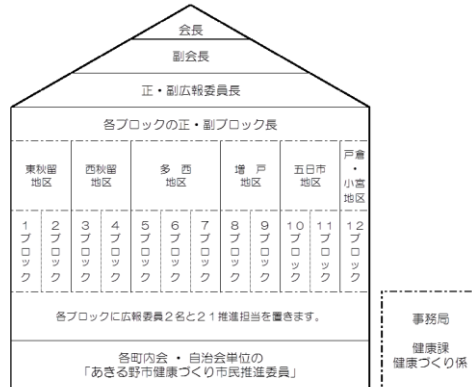 会長
副会長
正・副広報委員長
各ブロックの正・副ブロック長
東秋留
地区
西秋留
地区
多　西
地区
増　戸
地区
五日市
地区
戸倉
・
小宮
地区
1ブロック
2ブロック
3ブロック
4ブロック
5ブロック
6ブロック
7ブロック
8ブロック
9ブロック
10ブロック
11ブロック
12ブロック
各ブロックに広報委員2名と21推進担当を置きます。
各町内会 ・ 自治会単位の
「あきる野市健康づくり市民推進委員」
事務局
健康課
健康づくり係